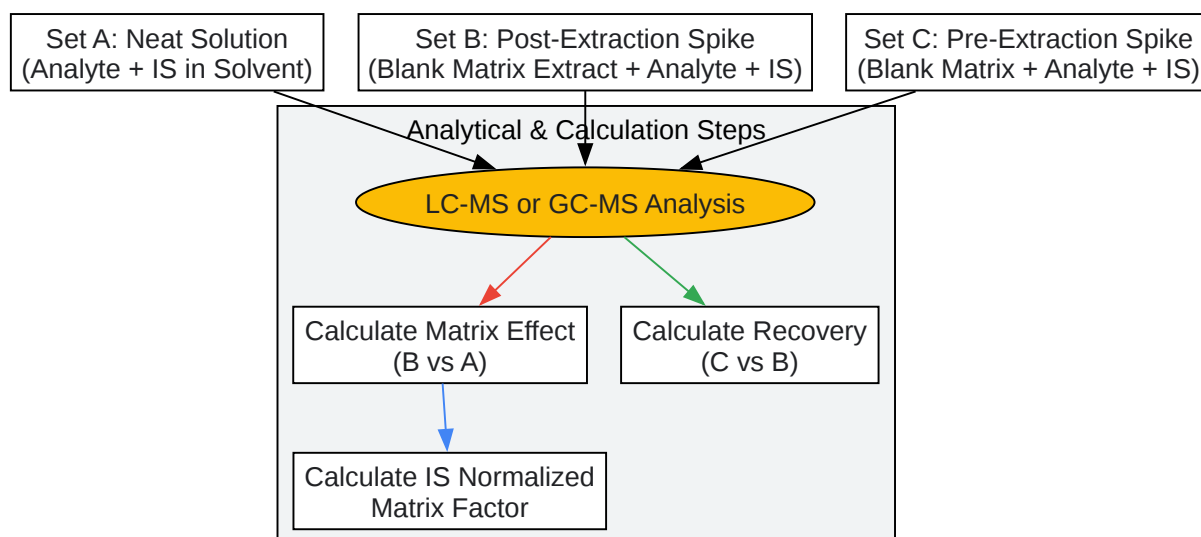 Set A: Neat Solution
(Analyte + IS in Solvent)
Set B: Post-Extraction Spike
(Blank Matrix Extract + Analyte + IS)
Set C: Pre-Extraction Spike
(Blank Matrix + Analyte + IS)
Analytical & Calculation Steps
LC-MS or GC-MS Analysis
Calculate Matrix Effect
(B vs A)
Calculate Recovery
(C vs B)
Calculate IS Normalized
Matrix Factor